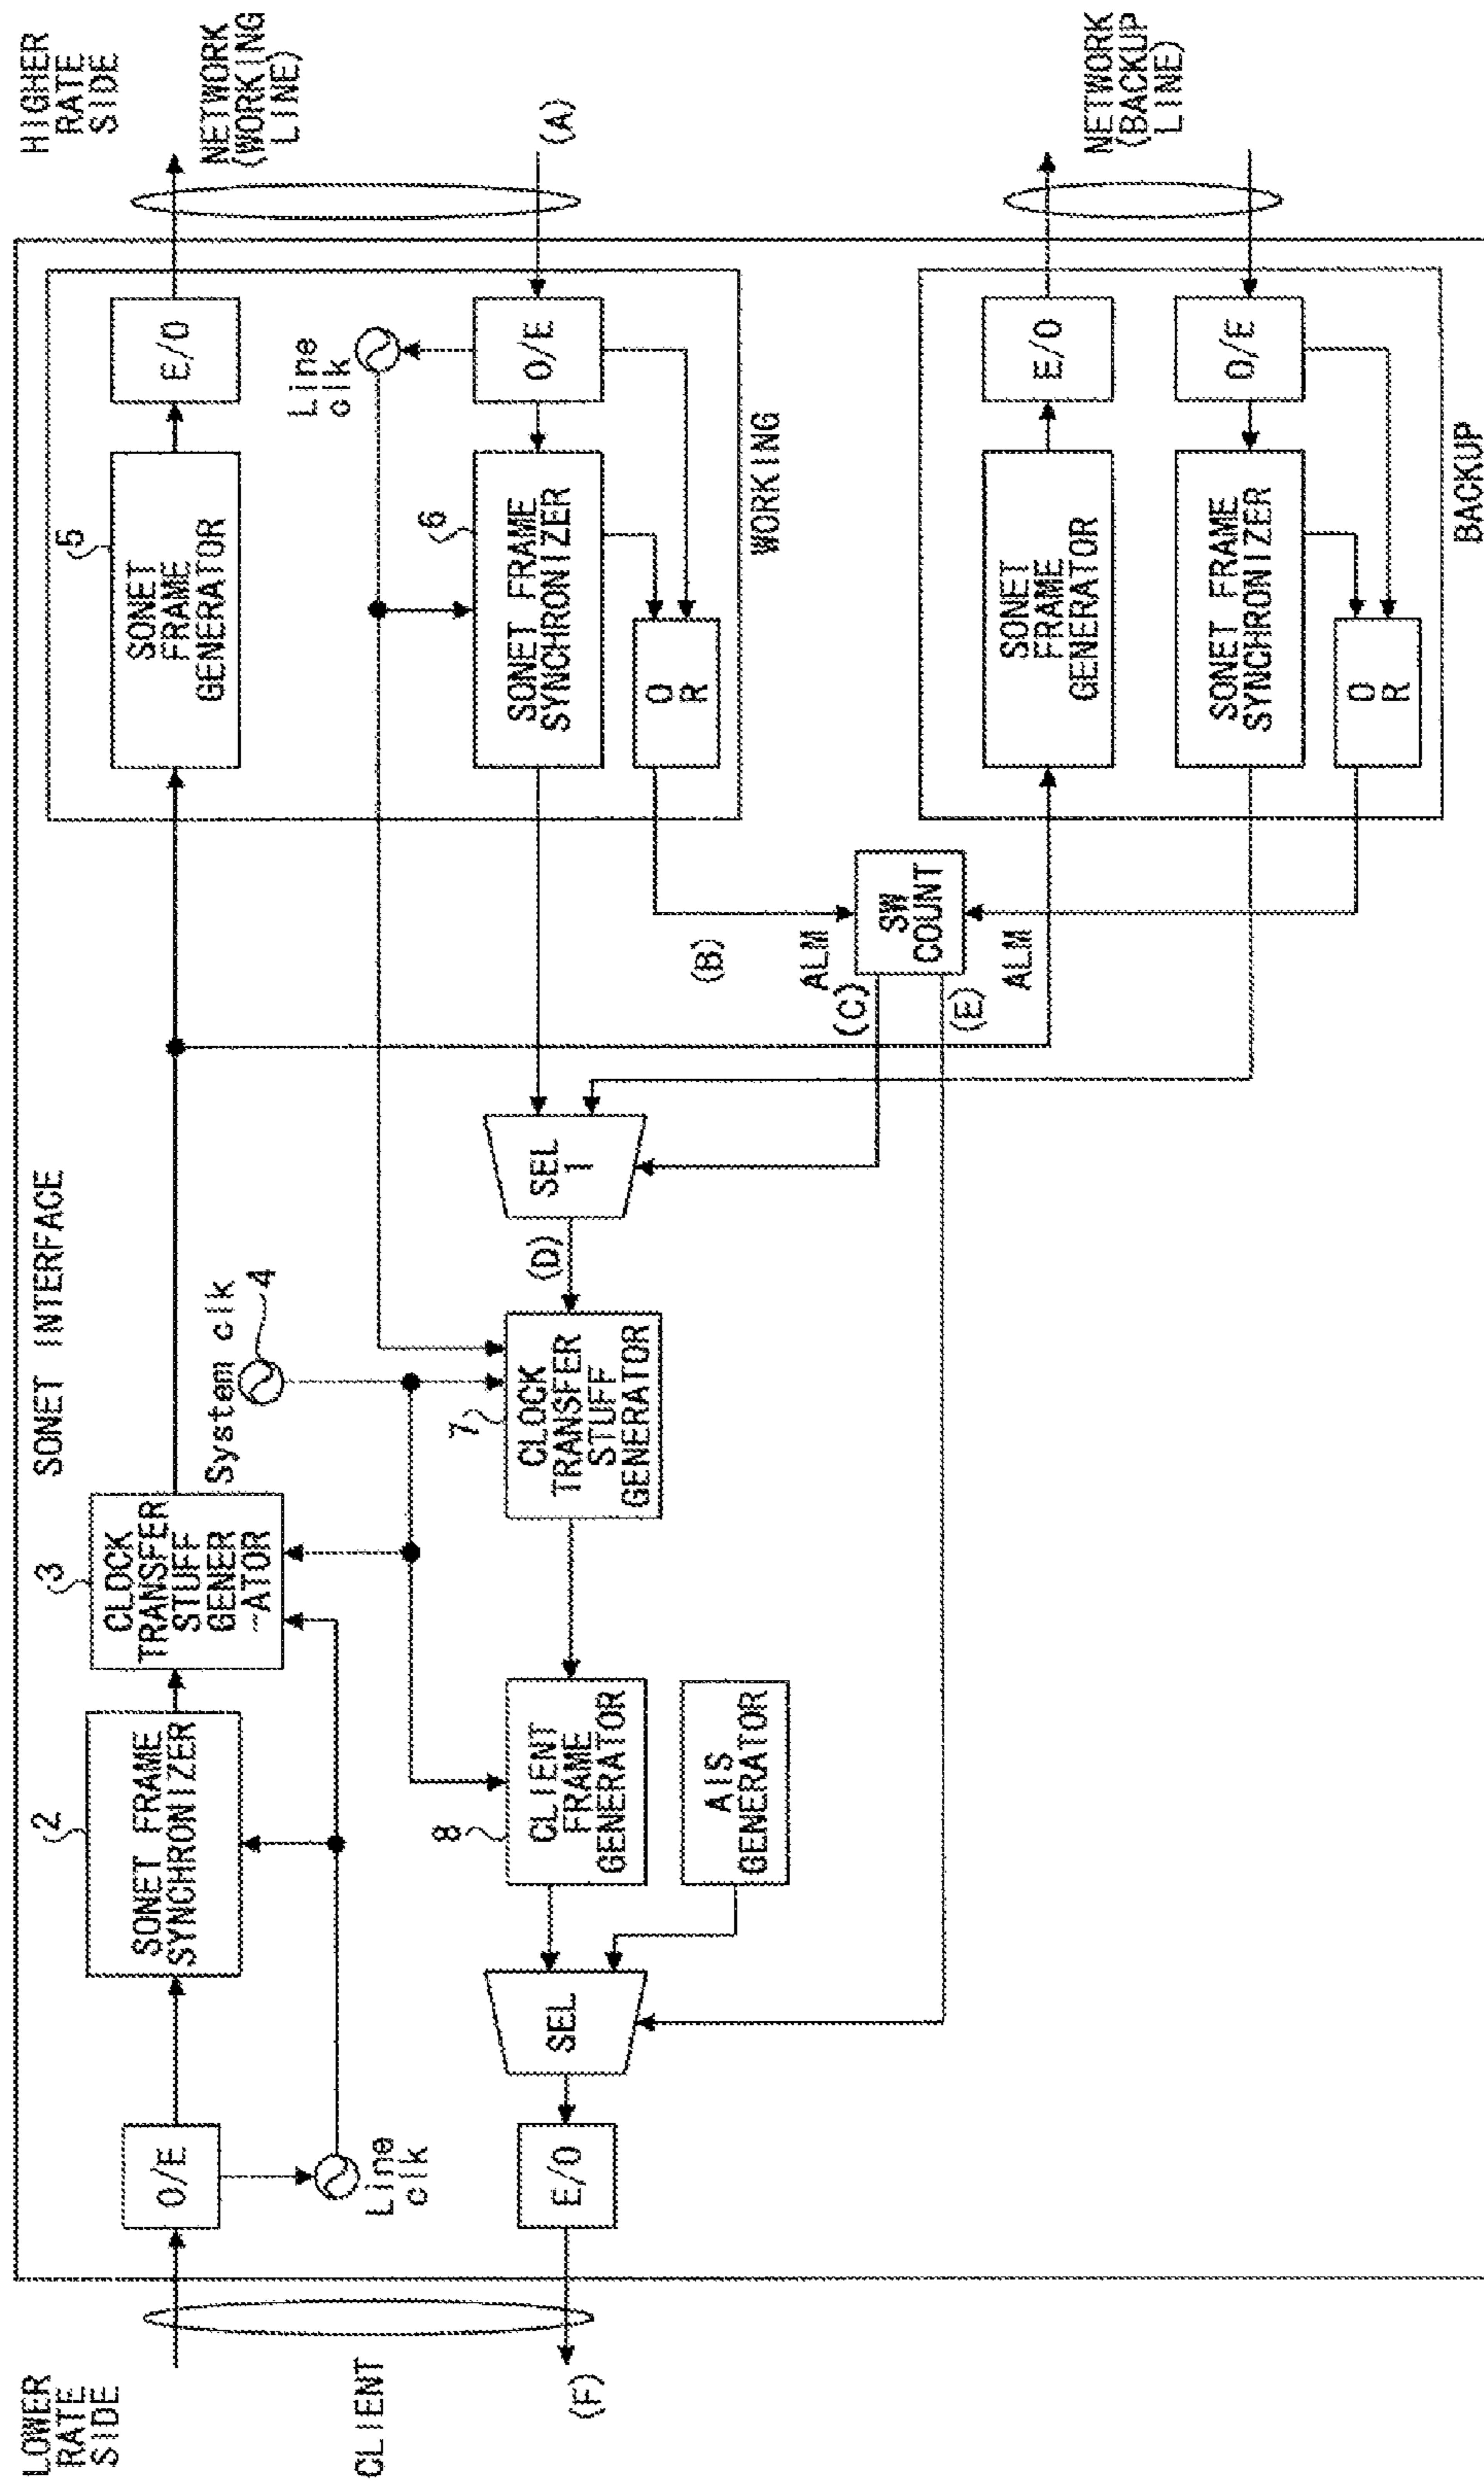 LOWER
RATE
SIDE
SONET INTERFACE
HIGHER
RATE
SIDE
CLIENT
O/E
Line
clk
2
SONET FRAME
SYNCHRONIZER
3
CLOCK
TRANSFER
STUFF
GENER
-ATOR
System clk
4
5
SONET
FRAME
GENERATOR
E/O
NETWORK
(WORKING
LINE)
Line
clk
(F)
E/O
SEL
8
CLIENT
FRAME
GENERATOR
AIS
GENERATOR
7
CLOCK
TRANSFER
STUFF
GENERATOR
(D)
SEL
1
6
SONET FRAME
SYNCHRONIZER
O/E
(A)
O
R
WORKING
(B)
ALM
(C)
SW
COUNT
(E)
ALM
SONET
FRAME
GENERATOR
E/O
NETWORK
(BACKUP
LINE)
SONET FRAME
SYNCHRONIZER
O/E
O
R
BACKUP